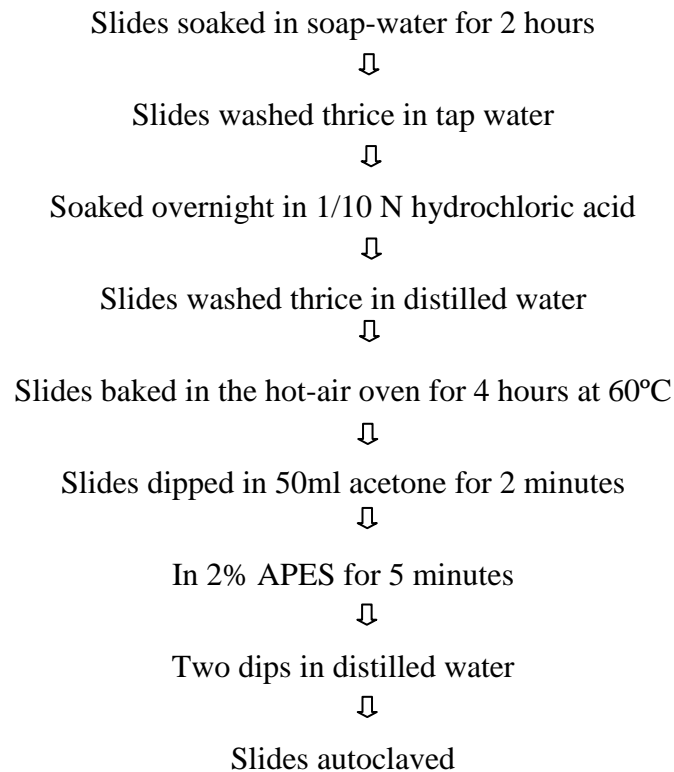 Slides soaked in soap-water for 2 hours
⇩
Slides washed thrice in tap water
⇩
Soaked overnight in 1/10 N hydrochloric acid
⇩
Slides washed thrice in distilled water
⇩
Slides baked in the hot-air oven for 4 hours at 60ºC
⇩
Slides dipped in 50ml acetone for 2 minutes
⇩
In 2% APES for 5 minutes
⇩
Two dips in distilled water
⇩
Slides autoclaved